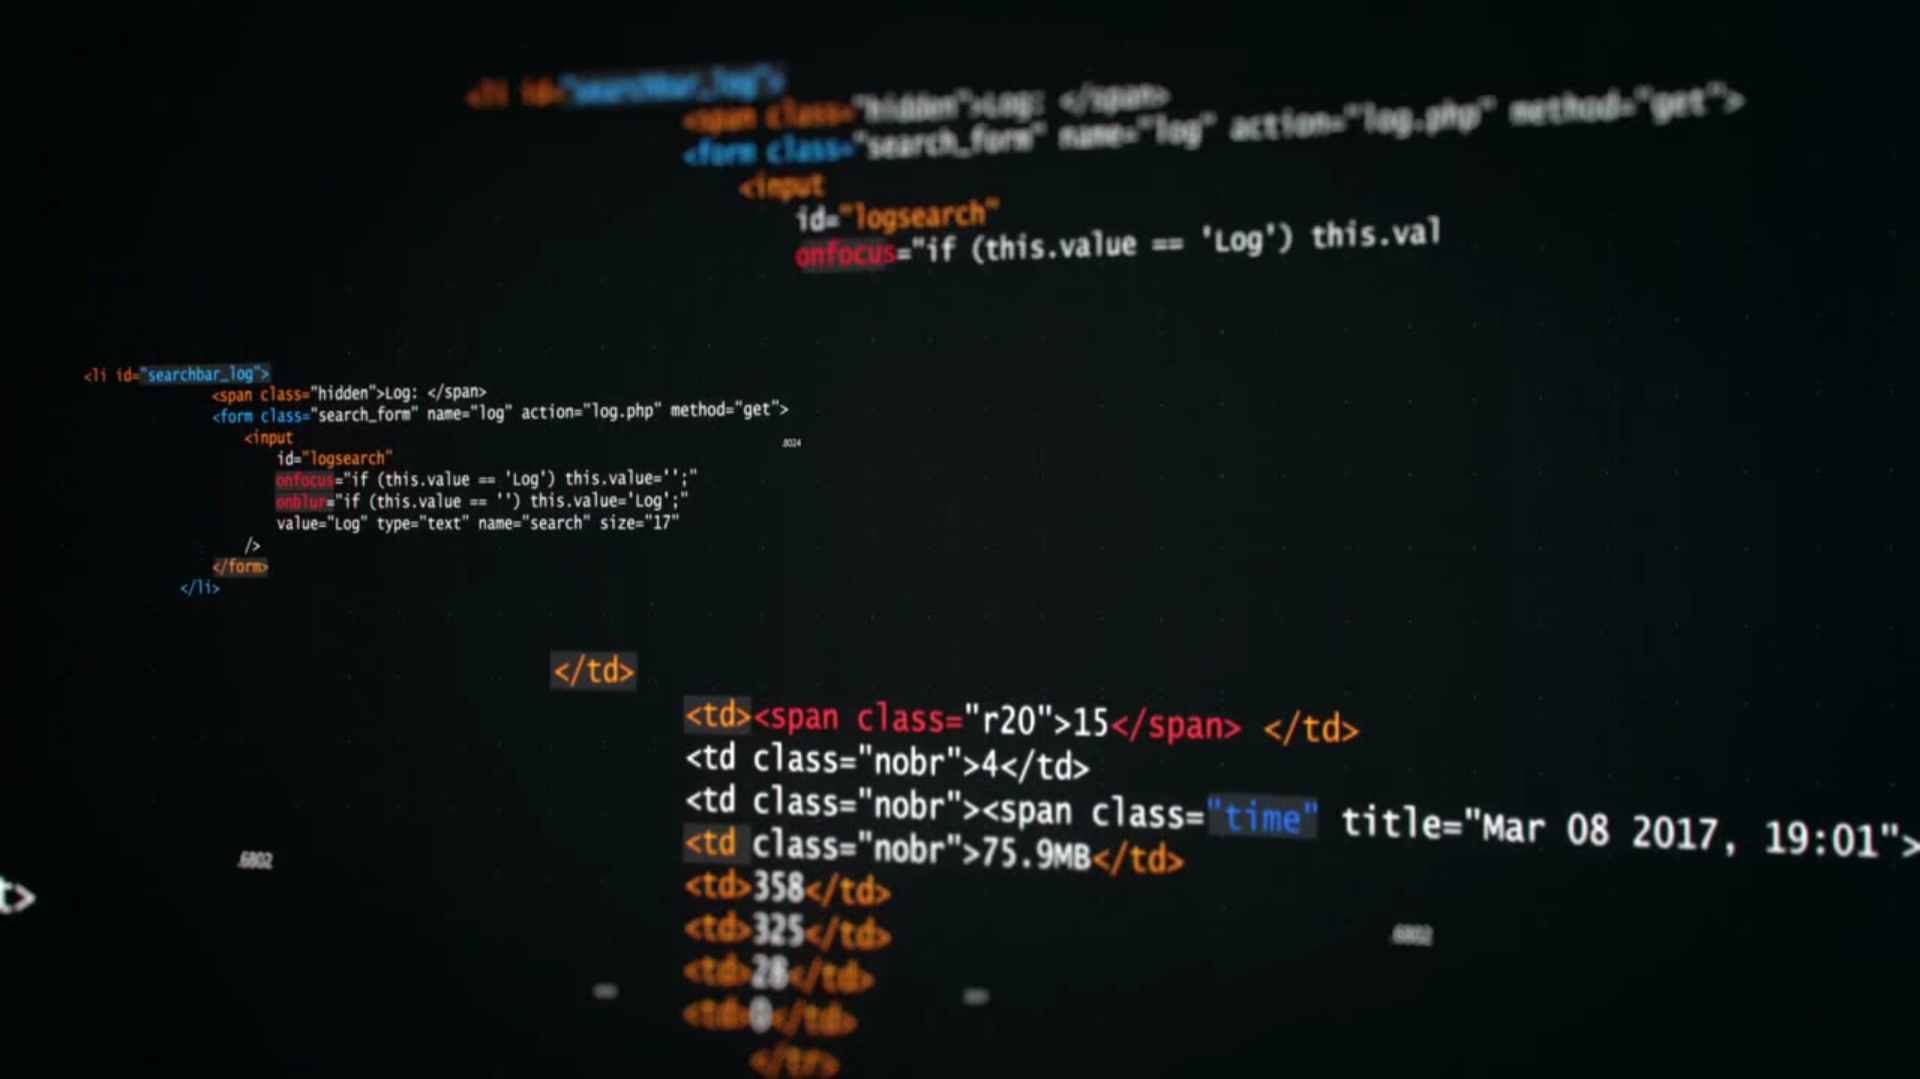 <li id="searchbar_log">
<span class="hidden">Log: </span>
<form class="search_form" name="log" action="log.php" method="get">
<input
id="logsearch"
onfocus="if (this.value == 'Log') this.val
<li id="searchbar_log">
<span class="hidden">Log: </span>
<form class="search_form" name="log" action="log.php" method="get">
.8024
<input
id="logsearch"
onfocus="if (this.value == 'Log') this.value='';"
onblur="if (this.value == '') this.value='Log';"
value="Log" type="text" name="search" size="17"
/>
</form>
</li>
</td>
<td><span class="r20">15</span> </td>
<td class="nobr">4</td>
<td class="nobr"><span class="time" title="Mar 08 2017, 19:01">
<td class="nobr">75.9MB</td>
.6802
t>
<td>358</td>
<td>325</td>
.6802
<td>28</td>
<td>0</td>
</tr>